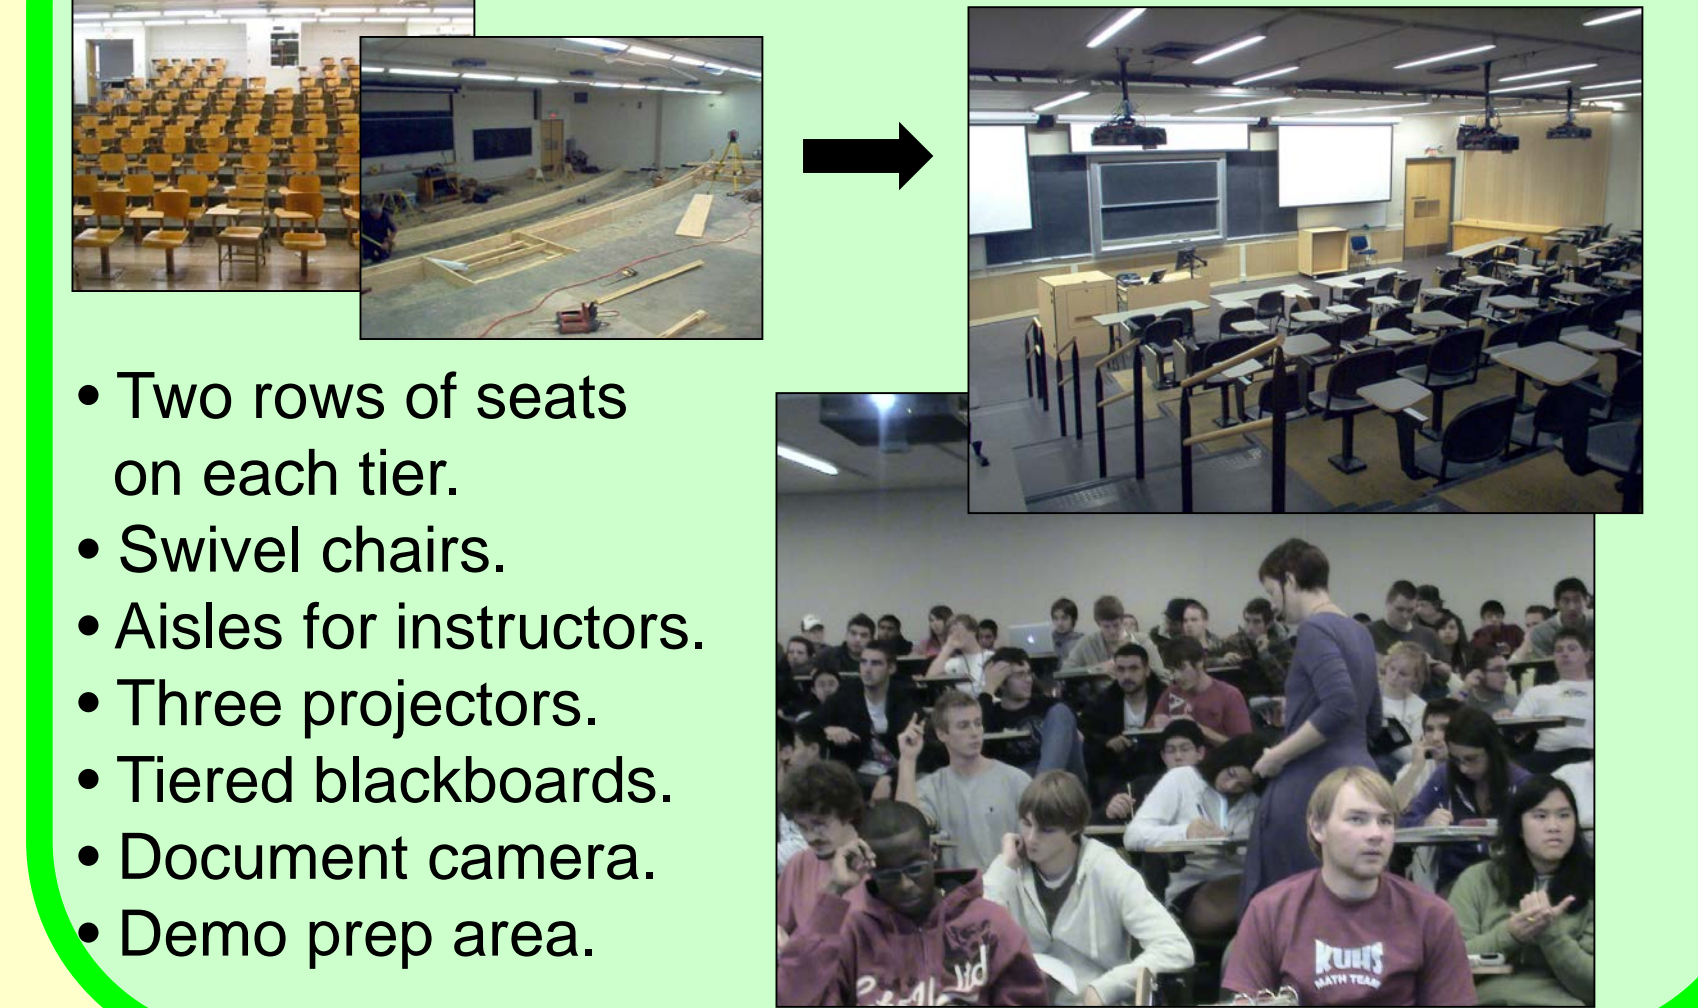 • Two rows of seats
on each tier.
• Swivel chairs.
• Aisles for instructors.
• Three projectors.
• Tiered blackboards.
• Document camera.
• Demo prep area.
KUHS
MATH TEAM